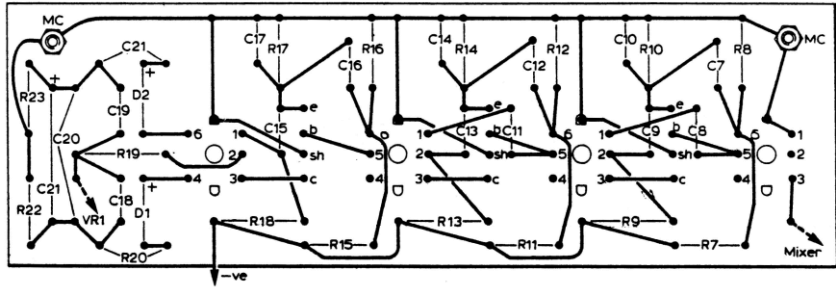 MC C21 C17 R17 R16 C14 R14 R12 C10 R10 R8 MC
+ + C16 C12 C7
R23 D2 C19 e e e
C20 6 1 C15 b 6 1 C13 b C11 6 1 C9 b C8 6 1
R19 2 sh 5 2 sh 5 2 sh 5 2
C21 + 4 3 c 4 3 c 4 3 c 4 3
R22 VR1 C18 D1 R18 R13 R9
R20 R15 R11 R7 Mixer
-ve